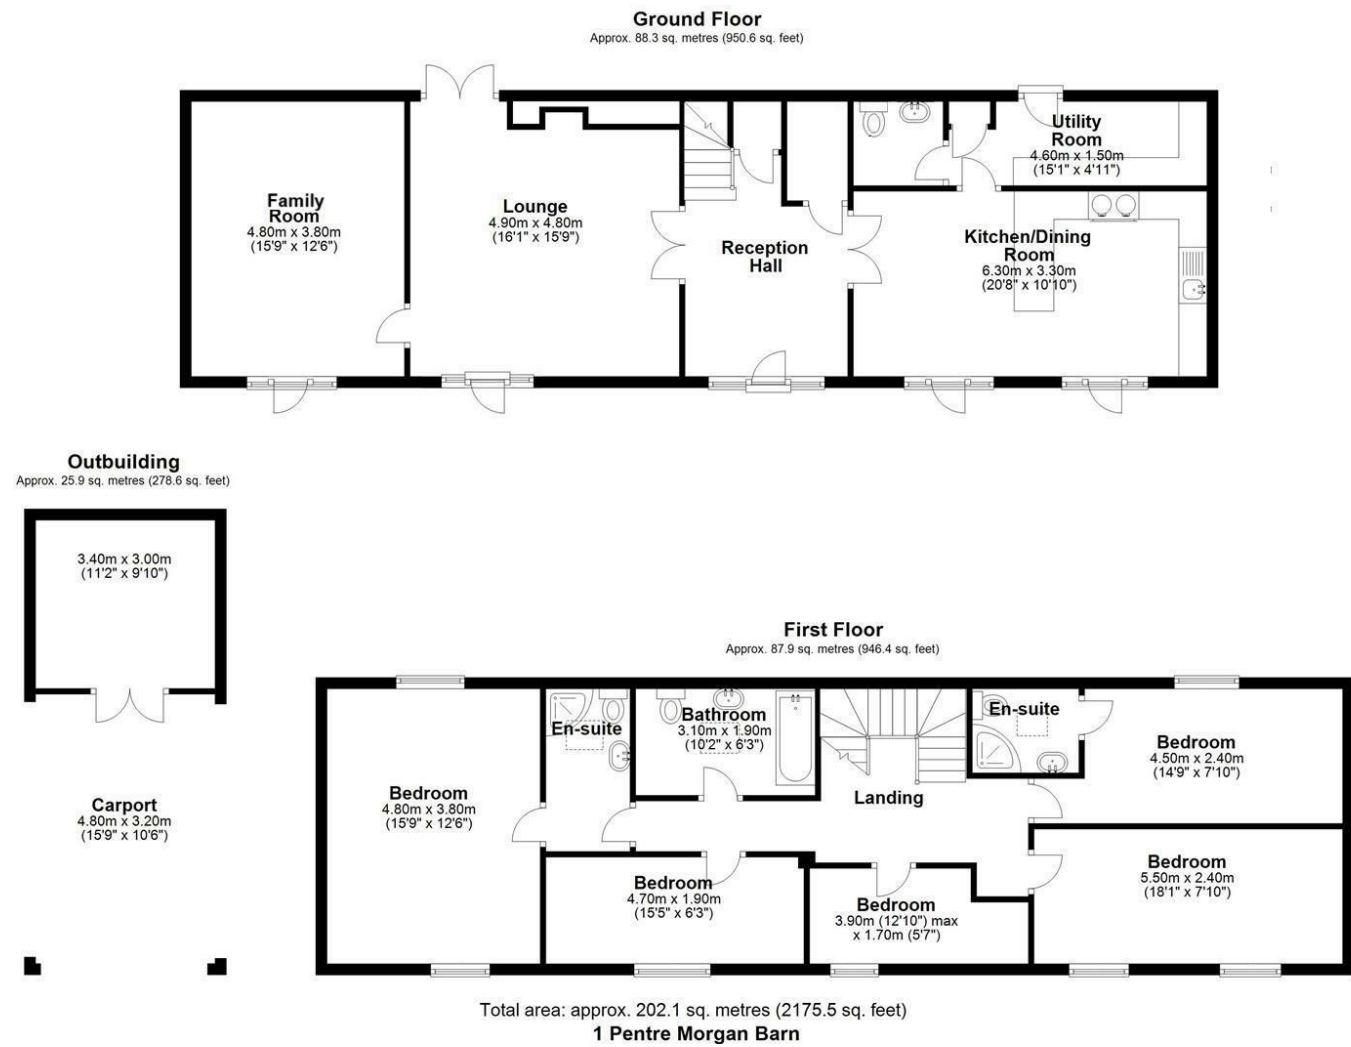 Ground Floor
Approx. 88.3 sq. metres (950.6 sq. feet)
Family
Room
4.80m x 3.80m
(15'9" x 12'6")
Lounge
4.90m x 4.80m
(16'1" x 15'9")
Reception
Hall
Utility
Room
4.60m x 1.50m
(15'1" x 4'11")
Kitchen/Dining
Room
6.30m x 3.30m
(20'8" x 10'10")
Outbuilding
Approx. 25.9 sq. metres (278.6 sq. feet)
3.40m x 3.00m
(11'2" x 9'10")
Carport
4.80m x 3.20m
(15'9" x 10'6")
First Floor
Approx. 87.9 sq. metres (946.4 sq. feet)
Bedroom
4.80m x 3.80m
(15'9" x 12'6")
En-suite
Bathroom
3.10m x 1.90m
(10'2" x 6'3")
Landing
En-suite
Bedroom
4.50m x 2.40m
(14'9" x 7'10")
Bedroom
4.70m x 1.90m
(15'5" x 6'3")
Bedroom
3.90m (12'10") max
x 1.70m (5'7")
Bedroom
5.50m x 2.40m
(18'1" x 7'10")
Total area: approx. 202.1 sq. metres (2175.5 sq. feet)
1 Pentre Morgan Barn